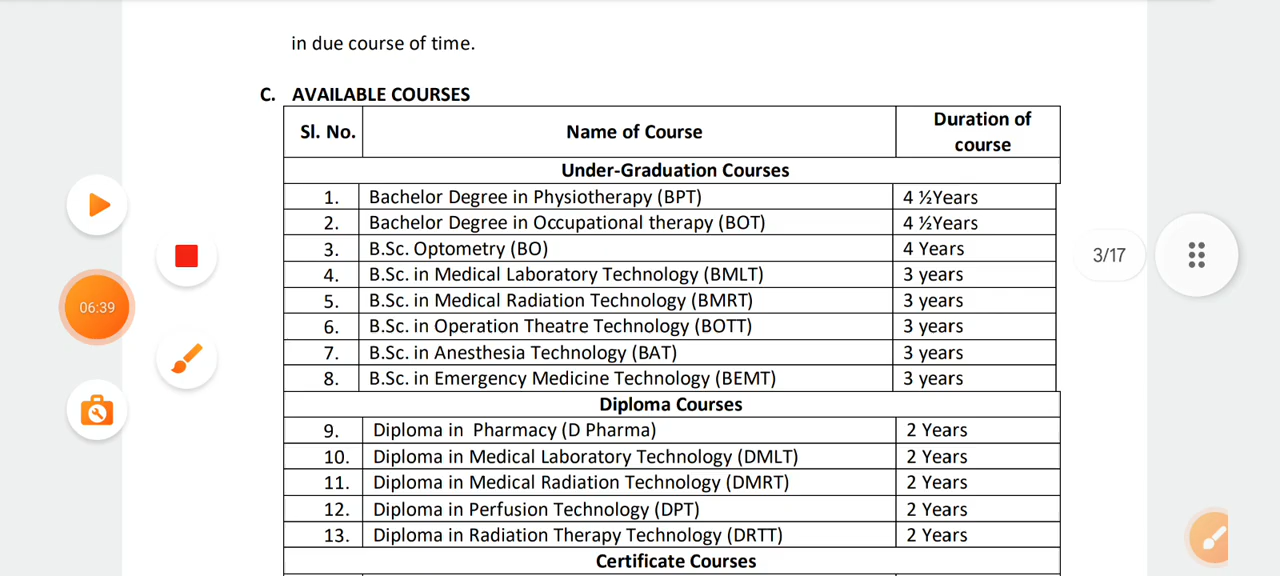 in due course of time.
C. AVAILABLE COURSES
Sl. No. Name of Course Duration of course
Under-Graduation Courses
1. Bachelor Degree in Physiotherapy (BPT) 4 ½Years
2. Bachelor Degree in Occupational therapy (BOT) 4 ½Years
3. B.Sc. Optometry (BO) 4 Years
4. B.Sc. in Medical Laboratory Technology (BMLT) 3 years
5. B.Sc. in Medical Radiation Technology (BMRT) 3 years
6. B.Sc. in Operation Theatre Technology (BOTT) 3 years
7. B.Sc. in Anesthesia Technology (BAT) 3 years
8. B.Sc. in Emergency Medicine Technology (BEMT) 3 years
Diploma Courses
9. Diploma in Pharmacy (D Pharma) 2 Years
10. Diploma in Medical Laboratory Technology (DMLT) 2 Years
11. Diploma in Medical Radiation Technology (DMRT) 2 Years
12. Diploma in Perfusion Technology (DPT) 2 Years
13. Diploma in Radiation Therapy Technology (DRTT) 2 Years
Certificate Courses
06:39
3/17